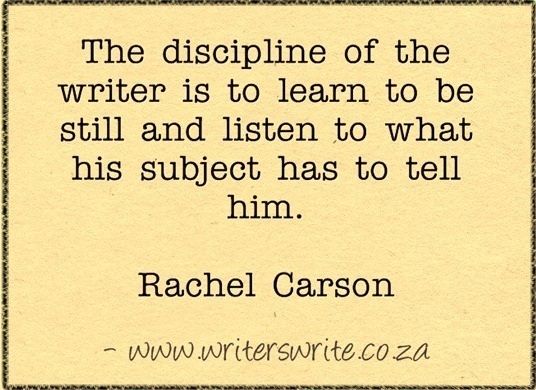 The discipline of the
writer is to learn to be
still and listen to what
his subject has to tell
him.
Rachel Carson
- www.writerswrite.co.za